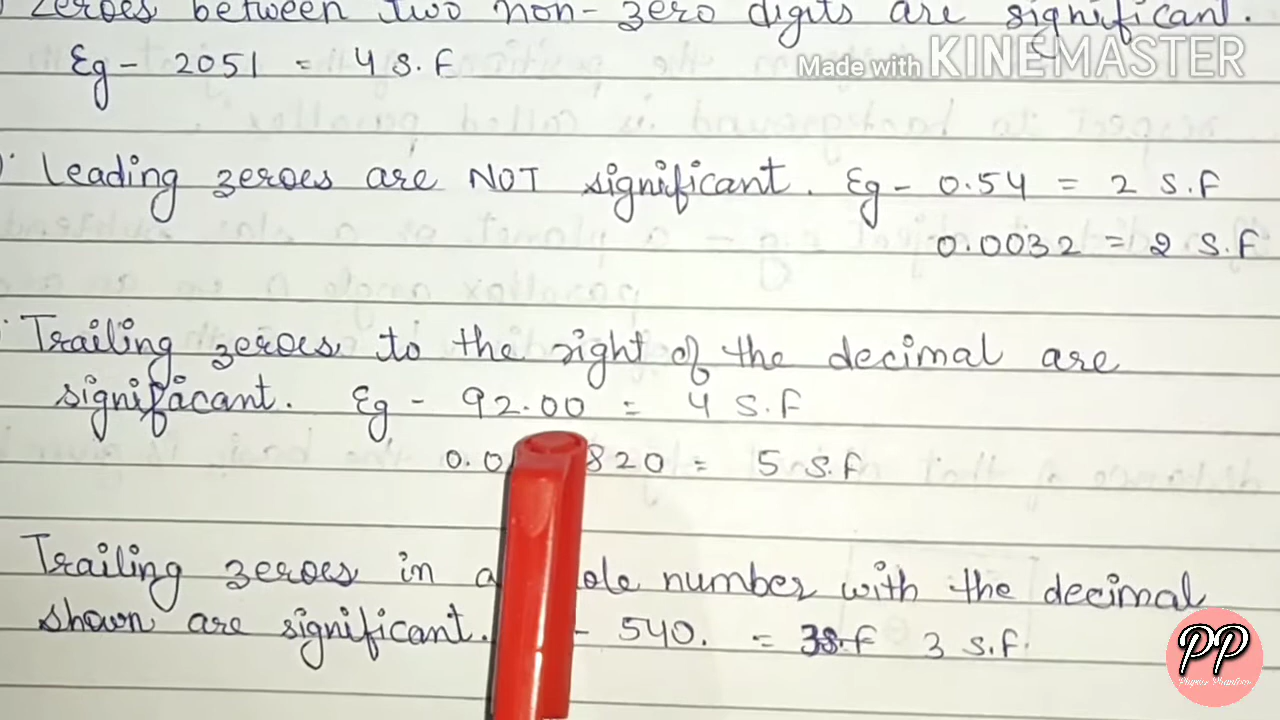 zeroes between two non-zero digits are significant.
Eg - 2051 = 4 S.F
Made with KINEMASTER
Leading zeroes are NOT significant. Eg - 0.54 = 2 S.F
0.0032 = 2 S.F
Trailing zeroes to the right of the decimal are
significant. Eg - 92.00 = 4 S.F
0.0 820 = 5 S.F
Trailing zeroes in a ole number with the decimal
shown are significant. - 540. = 3 S.F.
PP